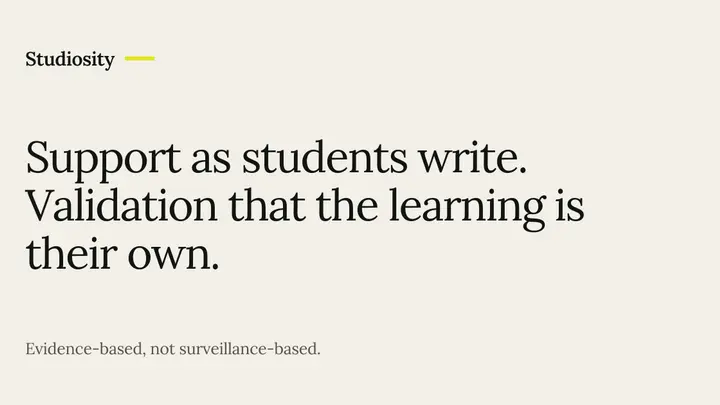 Studiosity
Support as students write.
Validation that the learning is
their own.
Evidence-based, not surveillance-based.